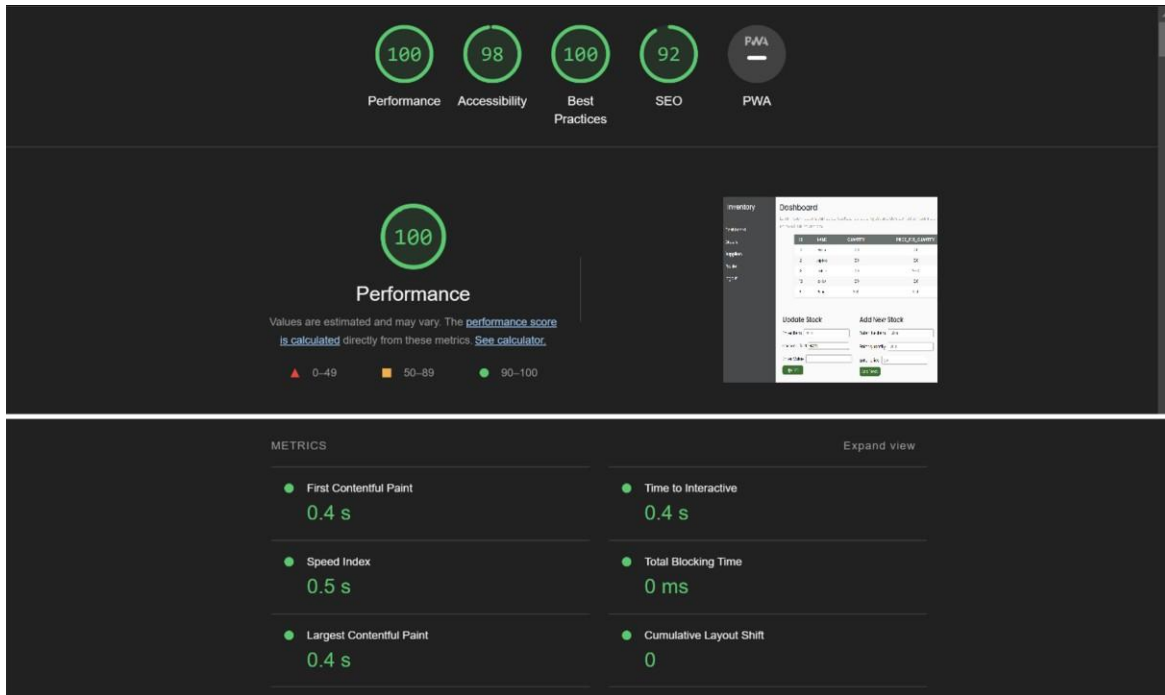 100
98
100
92
PWA
Performance
Accessibility
Best
Practices
SEO
PWA
100
Performance
Values are estimated and may vary. The performance score
is calculated directly from these metrics. See calculator.
0–49
50–89
90–100
Inventory
Dashboard
ID NAME QUANTITY
Update Stock
Add New Stock
METRICS
Expand view
First Contentful Paint
0.4 s
Time to Interactive
0.4 s
Speed Index
0.5 s
Total Blocking Time
0 ms
Largest Contentful Paint
0.4 s
Cumulative Layout Shift
0